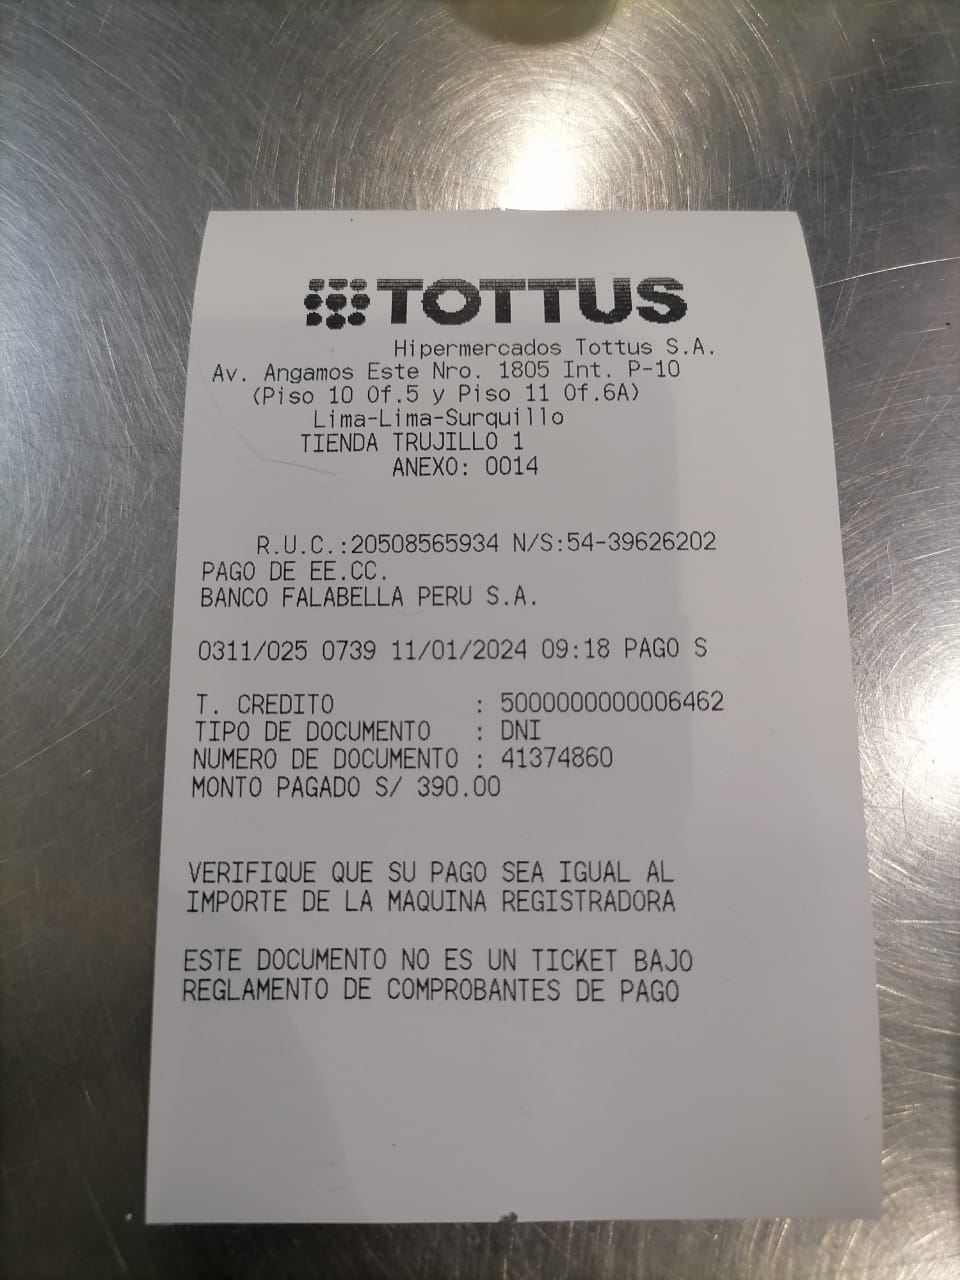 TOTTUS
Hipermercados Tottus S.A.
Av. Angamos Este Nro. 1805 Int. P-10
(Piso 10 Of.5 y Piso 11 Of.6A)
Lima-Lima-Surquillo
TIENDA TRUJILLO 1
ANEXO: 0014
R.U.C.:20508565934 N/S:54-39626202
PAGO DE EE.CC.
BANCO FALABELLA PERU S.A.
0311/025 0739 11/01/2024 09:18 PAGO S
T. CREDITO : 5000000000006462
TIPO DE DOCUMENTO : DNI
NUMERO DE DOCUMENTO : 41374860
MONTO PAGADO S/ 390.00
VERIFIQUE QUE SU PAGO SEA IGUAL AL
IMPORTE DE LA MAQUINA REGISTRADORA
ESTE DOCUMENTO NO ES UN TICKET BAJO
REGLAMENTO DE COMPROBANTES DE PAGO